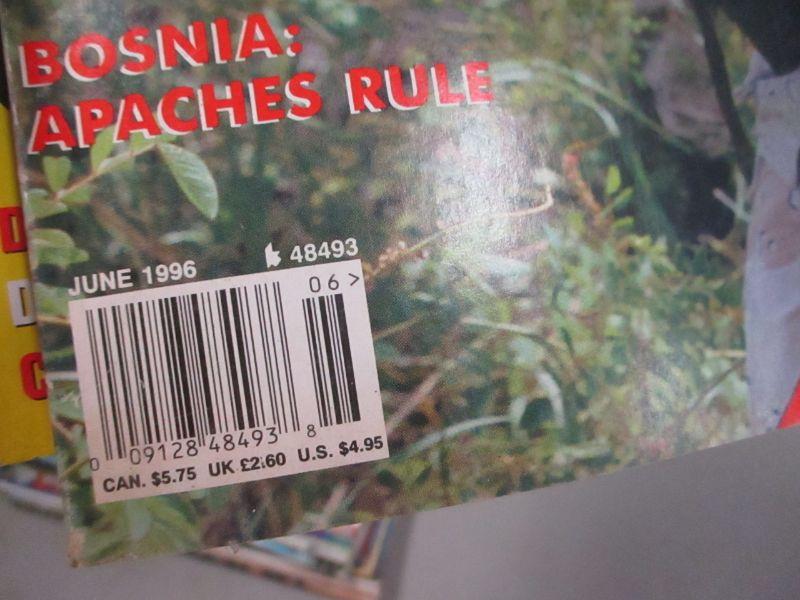 BOSNIA:
APACHES RULE
JUNE 1996
48493
06>
0 09128 48493 8
CAN. $5.75 UK £2.60 U.S. $4.95
D
D
C